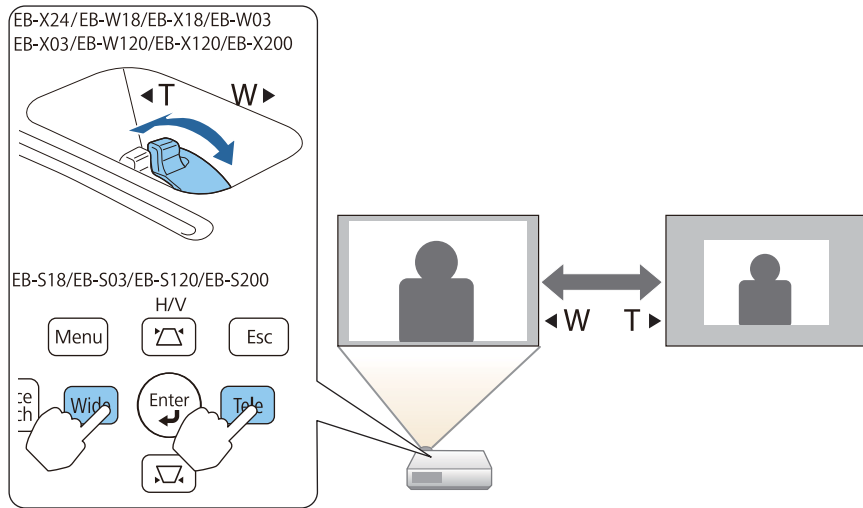 EB-X24/EB-W18/EB-X18/EB-W03
EB-X03/EB-W120/EB-X120/EB-X200
◄T W►
EB-S18/EB-S03/EB-S120/EB-S200
H/V
Menu Esc
Wide Enter Tele
◄W T►